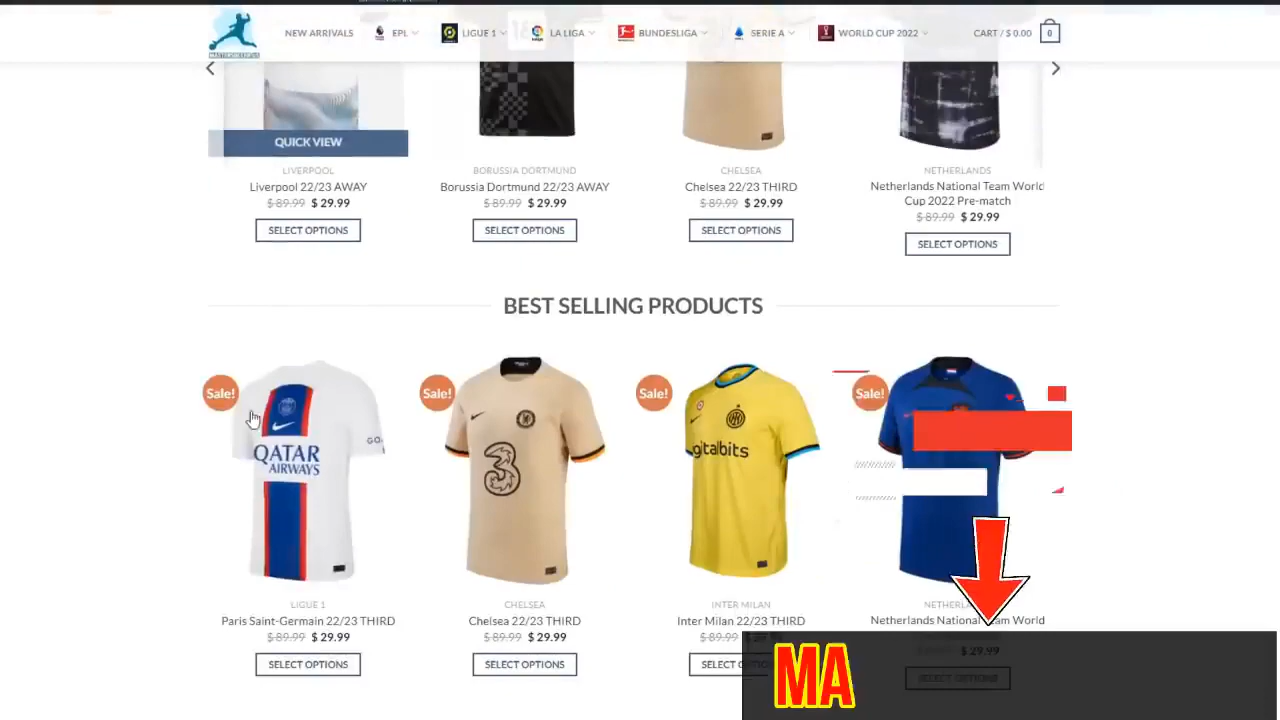 NEW ARRIVALS EPL LIGUE 1 LA LIGA BUNDESLIGA SERIE A WORLD CUP 2022 CART / $ 0.00 0
QUICK VIEW
LIVERPOOL
Liverpool 22/23 AWAY
$ 89.99 $ 29.99
SELECT OPTIONS
BORUSSIA DORTMUND
Borussia Dortmund 22/23 AWAY
$ 89.99 $ 29.99
SELECT OPTIONS
CHELSEA
Chelsea 22/23 THIRD
$ 89.99 $ 29.99
SELECT OPTIONS
NETHERLANDS
Netherlands National Team World
Cup 2022 Pre-match
$ 89.99 $ 29.99
SELECT OPTIONS
BEST SELLING PRODUCTS
Sale!
QATAR
AIRWAYS
GO
LIGUE 1
Paris Saint-Germain 22/23 THIRD
$ 89.99 $ 29.99
SELECT OPTIONS
Sale!
3
CHELSEA
Chelsea 22/23 THIRD
$ 89.99 $ 29.99
SELECT OPTIONS
Sale!
gitalbits
INTER MILAN
Inter Milan 22/23 THIRD
$ 89.99
Sale!
Netherlands National Team World
$ 29.99
SELECT OPTIONS
MA